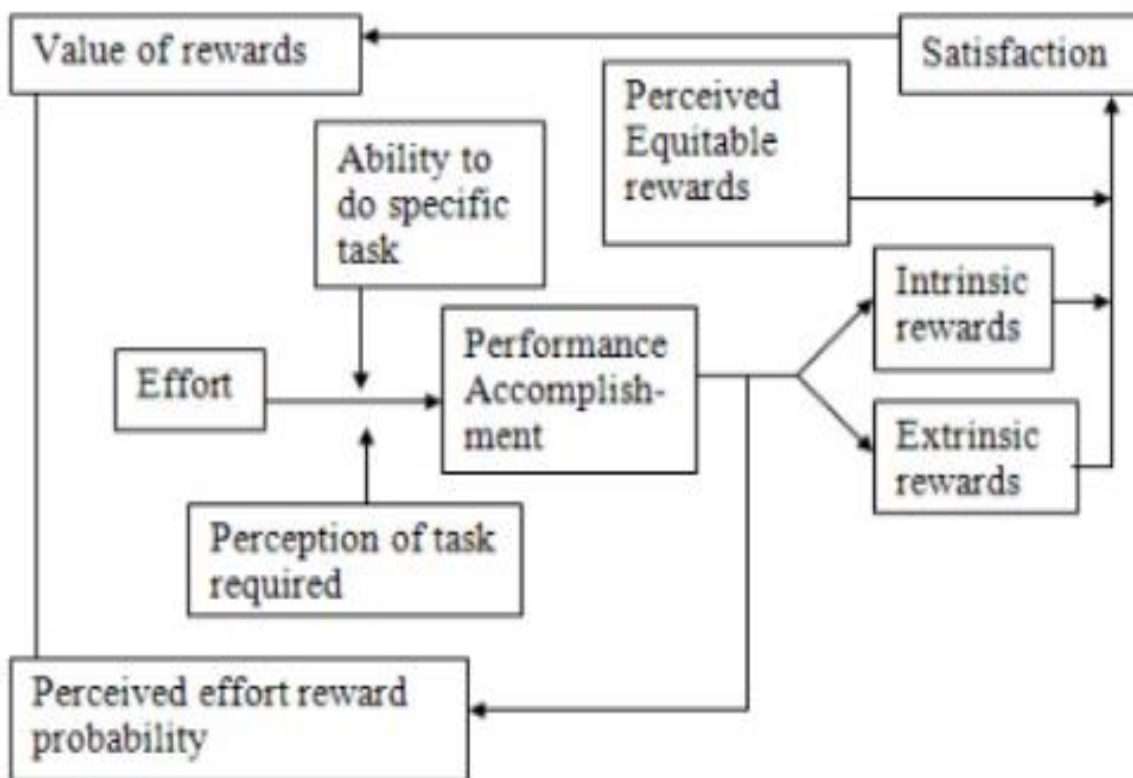 Value of rewards
Satisfaction
Perceived
Equitable
rewards
Ability to
do specific
task
Intrinsic
rewards
Performance
Accomplish-
ment
Effort
Extrinsic
rewards
Perception of task
required
Perceived effort reward
probability